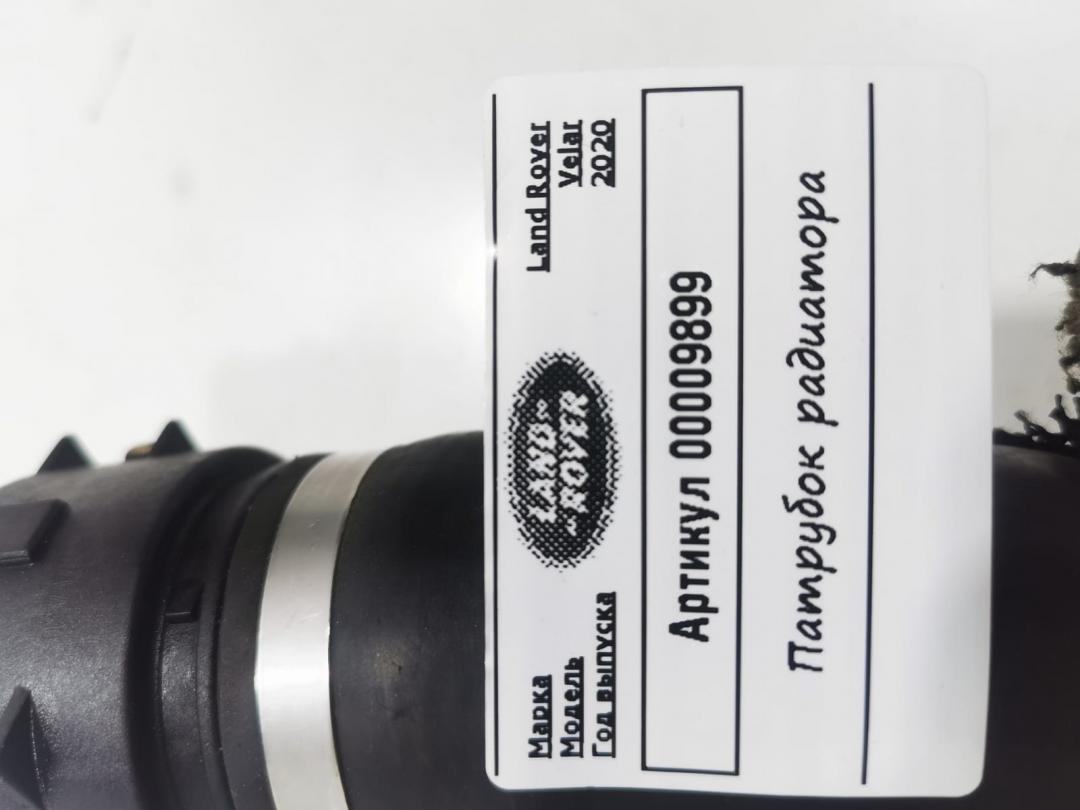 Марка Land Rover
Модель Velar
Год выпуска 2020
LAND
ROVER
Артикул 00009899
Патрубок радиатора